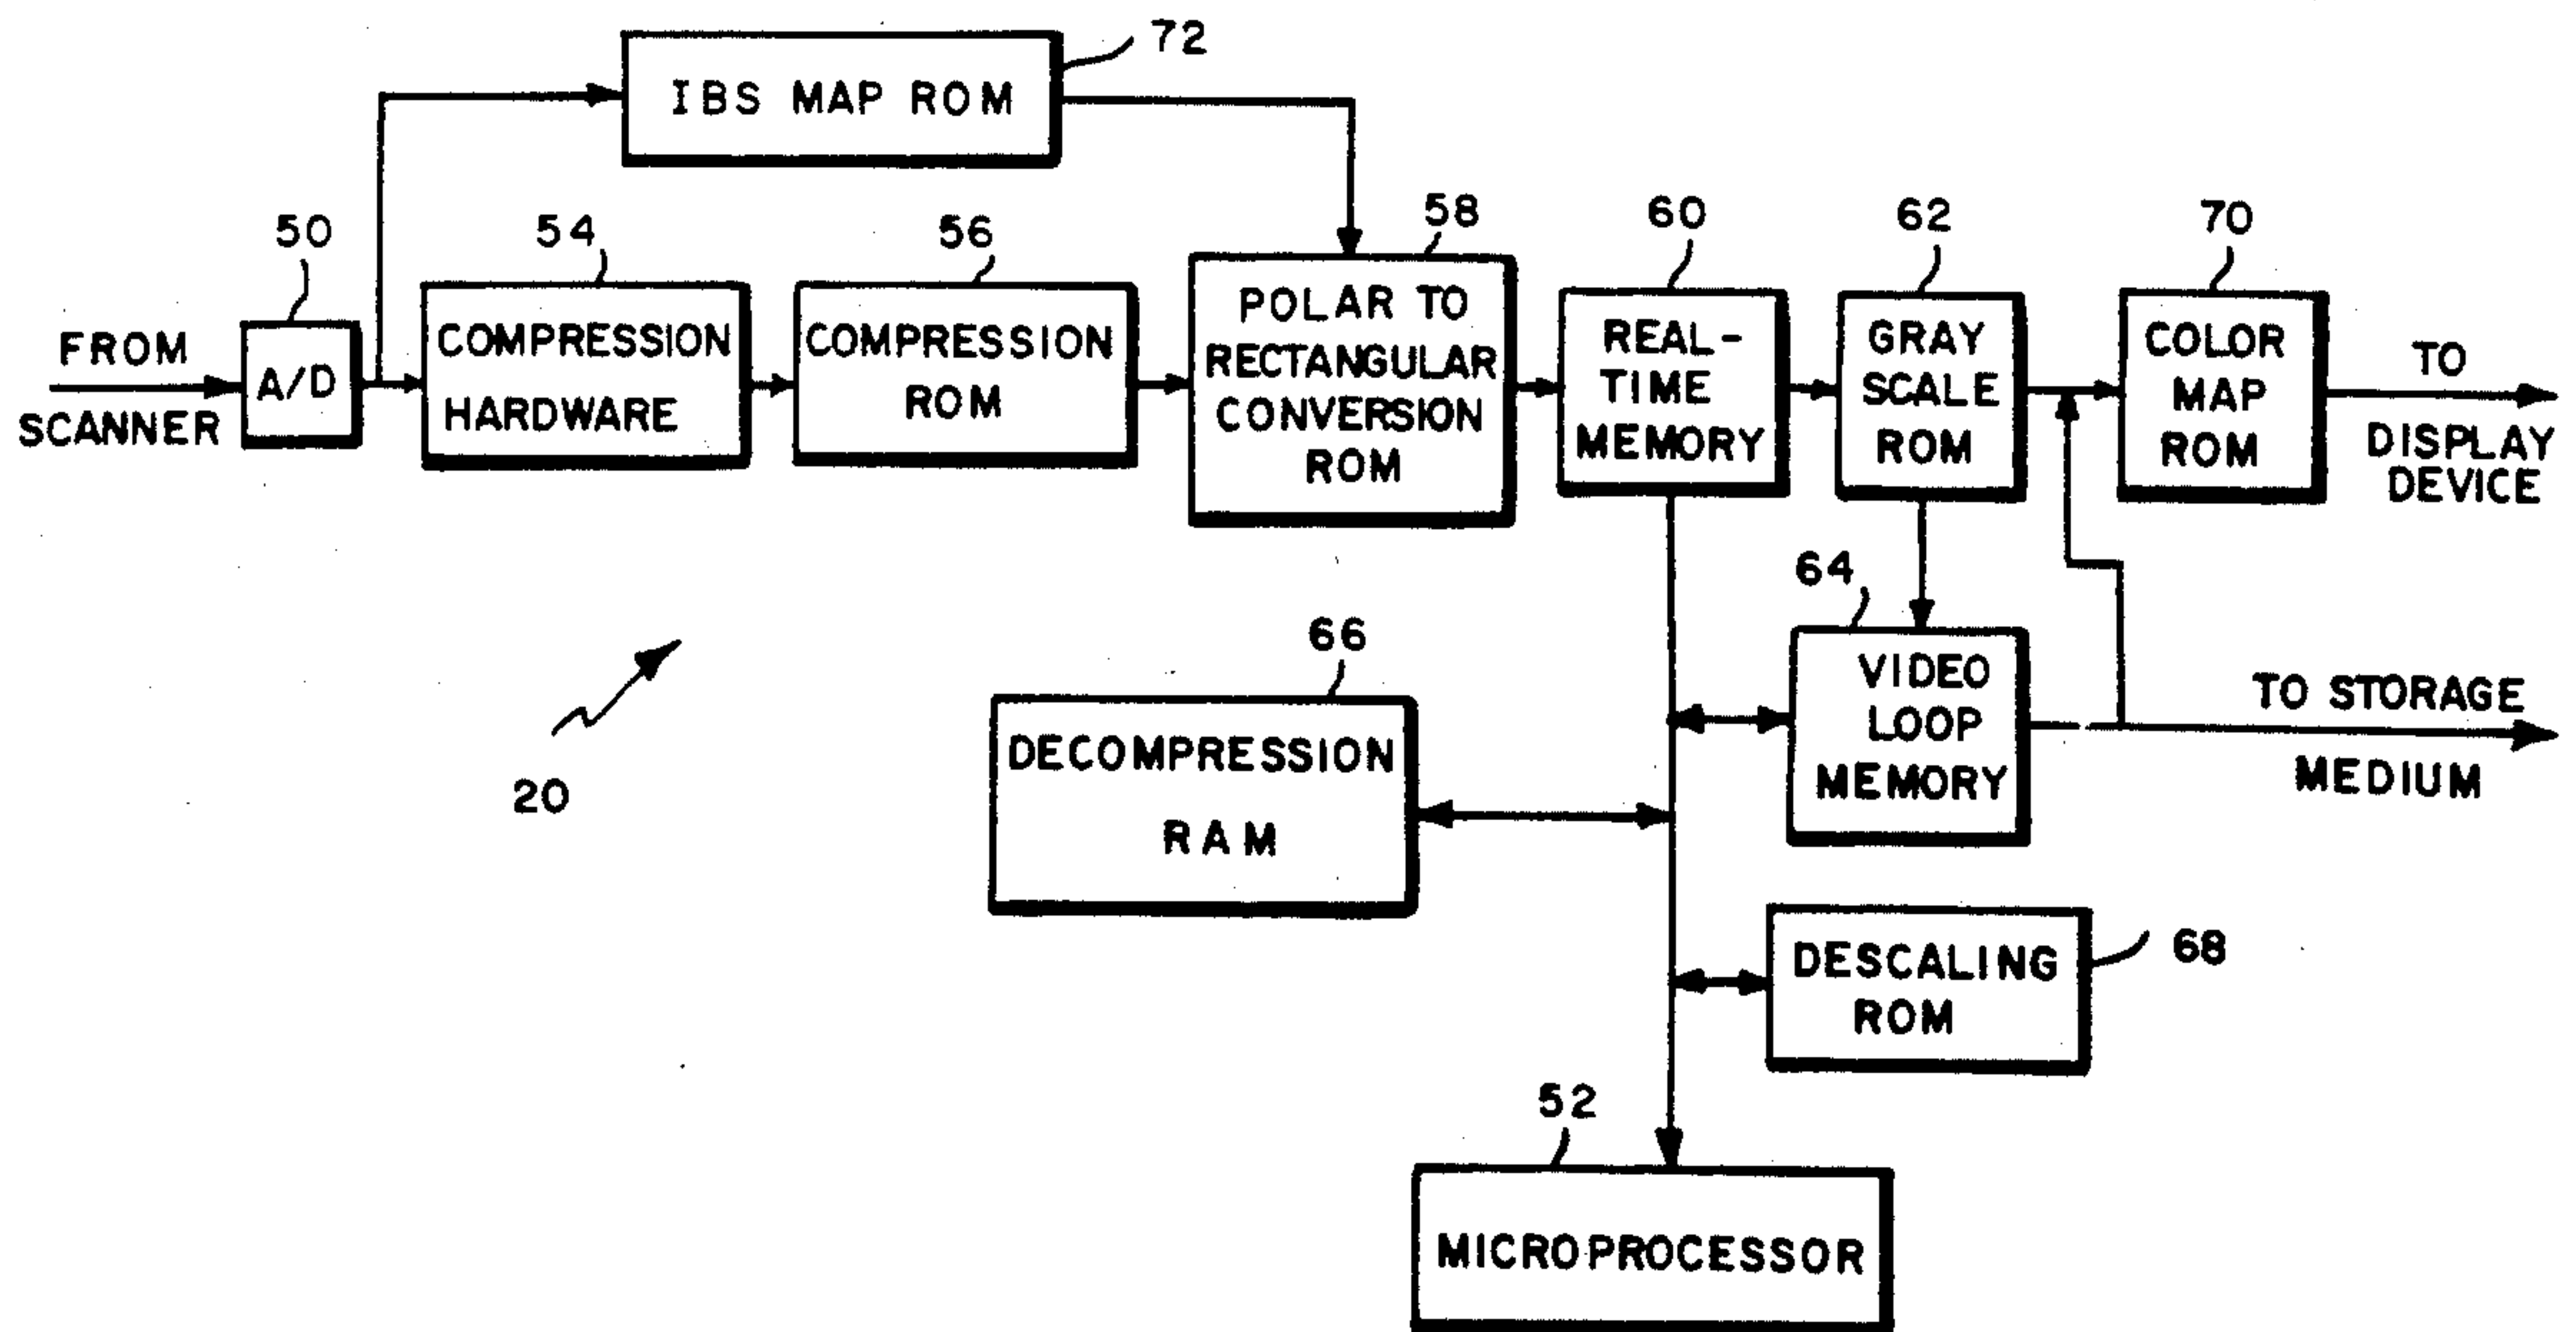 72
IBS MAP ROM
50
54
56
58
60
62
70
FROM
SCANNER
A/D
COMPRESSION
HARDWARE
COMPRESSION
ROM
POLAR TO
RECTANGULAR
CONVERSION
ROM
REAL-
TIME
MEMORY
GRAY
SCALE
ROM
COLOR
MAP
ROM
TO
DISPLAY
DEVICE
64
VIDEO
LOOP
MEMORY
TO STORAGE
MEDIUM
66
DECOMPRESSION
RAM
20
DESCALING
ROM
68
52
MICROPROCESSOR